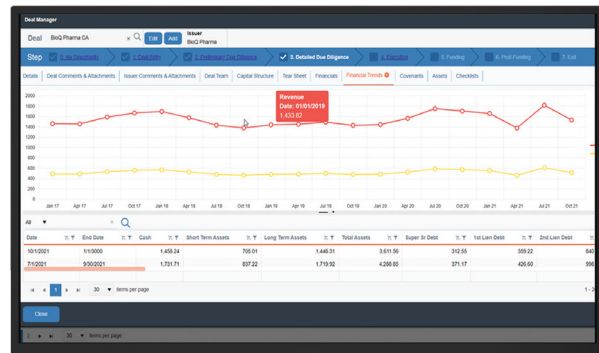 Deal Manager
Deal BioQ Pharma CA × Edit Add Issuer
BioQ Pharma
Step 2. Deal Entry 3. Preliminary Due Diligence 3. Detailed Due Diligence 4. Execution 5. Funding 6. Post Funding 7. Exit
Details Deal Comments & Attachments Issuer Comments & Attachments Deal Team Capital Structure Tear Sheet Financials Financial Trends Covenants Assets Checklists
Revenue
Date: 01/01/2019
1,433.82
2000
1800
1600
1400
1200
1000
800
600
400
200
0
Jan 17 Apr 17 Jul 17 Oct 17 Jan 18 Apr 18 Jul 18 Oct 18 Jan 19 Apr 19 Jul 19 Oct 19 Jan 20 Apr 20 Jul 20 Oct 20 Jan 21 Apr 21 Jul 21 Oct 21
All
Date End Date Cash Short Term Assets Long Term Assets Total Assets Super Sr Debt 1st Lien Debt 2nd Lien Debt
10/1/2021 1/1/3000 1,458.24 705.01 1,448.31 3,611.56 312.55 359.22 840
7/1/2021 9/30/2021 1,731.71 837.22 1,719.92 4,288.85 371.17 426.60 998
1 30 items per page 1 - 2
Close
2 30 items per page